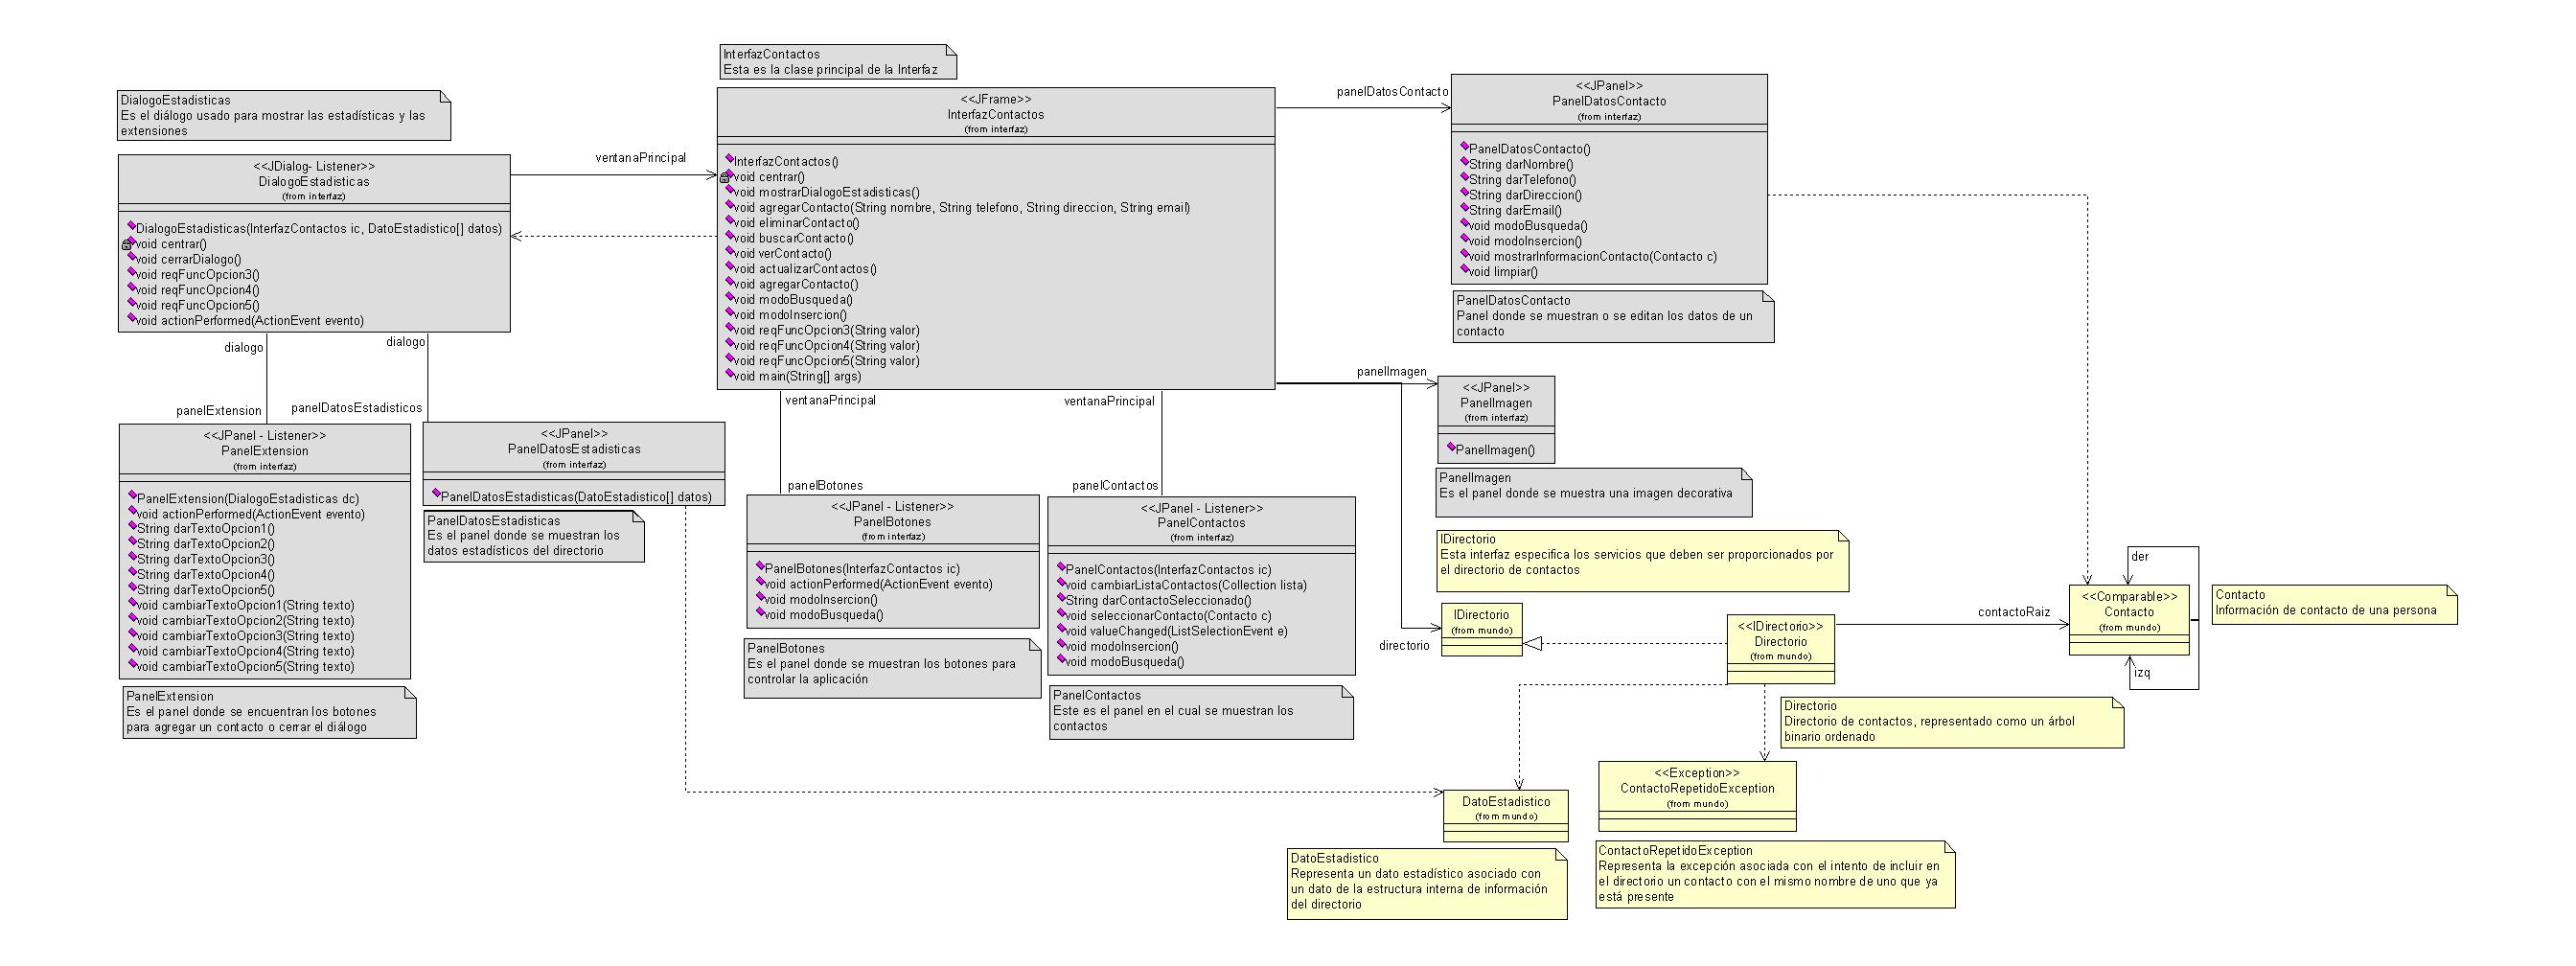 InterfazContactos
Esta es la clase principal de la Interfaz
DialogoEstadisticas
Es el diálogo usado para mostrar las estadísticas y las
extensiones
<<JDialog- Listener>>
DialogoEstadisticas
(from interfaz)
DialogoEstadisticas(InterfazContactos ic, DatoEstadistico[] datos)
void centrar()
void cerrarDialogo()
void reqFuncOpcion3()
void reqFuncOpcion4()
void reqFuncOpcion5()
void actionPerformed(ActionEvent evento)
ventanaPrincipal
<<JFrame>>
InterfazContactos
(from interfaz)
InterfazContactos()
void centrar()
void mostrarDialogoEstadisticas()
void agregarContacto(String nombre, String telefono, String direccion, String email)
void eliminarContacto()
void buscarContacto()
void verContacto()
void actualizarContactos()
void agregarContacto()
void modoBusqueda()
void modoInsercion()
void reqFuncOpcion3(String valor)
void reqFuncOpcion4(String valor)
void reqFuncOpcion5(String valor)
void main(String[] args)
panelDatosContacto
<<JPanel>>
PanelDatosContacto
(from interfaz)
PanelDatosContacto()
String darNombre()
String darTelefono()
String darDireccion()
String darEmail()
void modoBusqueda()
void modoInsercion()
void mostrarInformacionContacto(Contacto c)
void limpiar()
PanelDatosContacto
Panel donde se muestran o se editan los datos de un
contacto
dialogo
dialogo
panelExtension
panelDatosEstadisticos
<<JPanel - Listener>>
PanelExtension
(from interfaz)
PanelExtension(DialogoEstadisticas dc)
void actionPerformed(ActionEvent evento)
String darTextoOpcion1()
String darTextoOpcion2()
String darTextoOpcion3()
String darTextoOpcion4()
String darTextoOpcion5()
void cambiarTextoOpcion1(String texto)
void cambiarTextoOpcion2(String texto)
void cambiarTextoOpcion3(String texto)
void cambiarTextoOpcion4(String texto)
void cambiarTextoOpcion5(String texto)
PanelExtension
Es el panel donde se encuentran los botones
para agregar un contacto o cerrar el diálogo
<<JPanel>>
PanelDatosEstadisticas
(from interfaz)
PanelDatosEstadisticas(DatoEstadistico[] datos)
PanelDatosEstadisticas
Es el panel donde se muestran los
datos estadísticos del directorio
ventanaPrincipal
panelBotones
<<JPanel - Listener>>
PanelBotones
(from interfaz)
PanelBotones(InterfazContactos ic)
void actionPerformed(ActionEvent evento)
void modoInsercion()
void modoBusqueda()
PanelBotones
Es el panel donde se muestran los botones para
controlar la aplicación
ventanaPrincipal
panelContactos
<<JPanel - Listener>>
PanelContactos
(from interfaz)
PanelContactos(InterfazContactos ic)
void cambiarListaContactos(Collection lista)
String darContactoSeleccionado()
void seleccionarContacto(Contacto c)
void valueChanged(ListSelectionEvent e)
void modoInsercion()
void modoBusqueda()
PanelContactos
Este es el panel en el cual se muestran los
contactos
panelImagen
<<JPanel>>
PanelImagen
(from interfaz)
PanelImagen()
PanelImagen
Es el panel donde se muestra una imagen decorativa
IDirectorio
Esta interfaz especifica los servicios que deben ser proporcionados por
el directorio de contactos
directorio
IDirectorio
(from mundo)
<<IDirectorio>>
Directorio
(from mundo)
contactoRaiz
<<Comparable>>
Contacto
(from mundo)
der
izq
Contacto
Información de contacto de una persona
Directorio
Directorio de contactos, representado como un árbol
binario ordenado
DatoEstadistico
(from mundo)
DatoEstadistico
Representa un dato estadístico asociado con
un dato de la estructura interna de información
del directorio
<<Exception>>
ContactoRepetidoException
(from mundo)
ContactoRepetidoException
Representa la excepción asociada con el intento de incluir en
el directorio un contacto con el mismo nombre de uno que ya
está presente